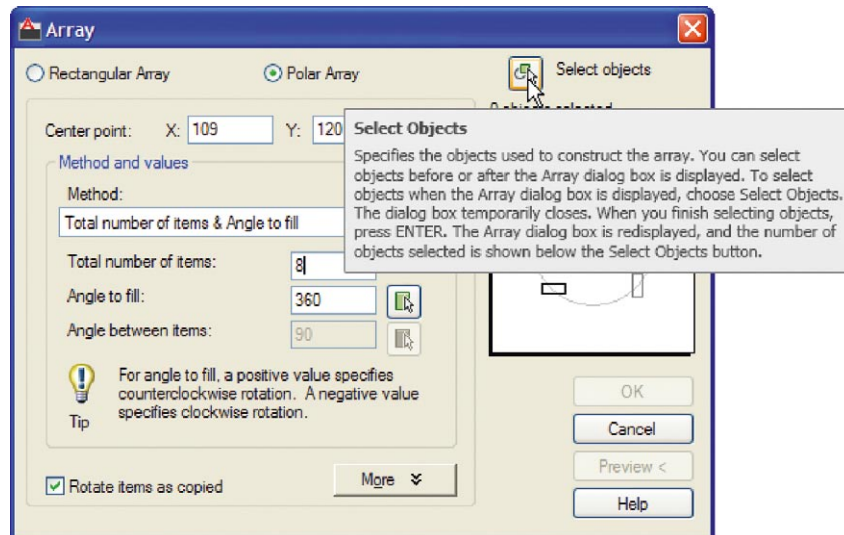 Array
Rectangular Array
Polar Array
Select objects
Center point:
X: 109
Y: 120
Select Objects
Specifies the objects used to construct the array. You can select
objects before or after the Array dialog box is displayed. To select
objects when the Array dialog box is displayed, choose Select Objects.
The dialog box temporarily closes. When you finish selecting objects,
press ENTER. The Array dialog box is redisplayed, and the number of
objects selected is shown below the Select Objects button.
Method and values
Method:
Total number of items & Angle to fill
Total number of items:
8
Angle to fill:
360
Angle between items:
90
For angle to fill, a positive value specifies
counterclockwise rotation. A negative value
specifies clockwise rotation.
Tip
Rotate items as copied
More
OK
Cancel
Preview <
Help